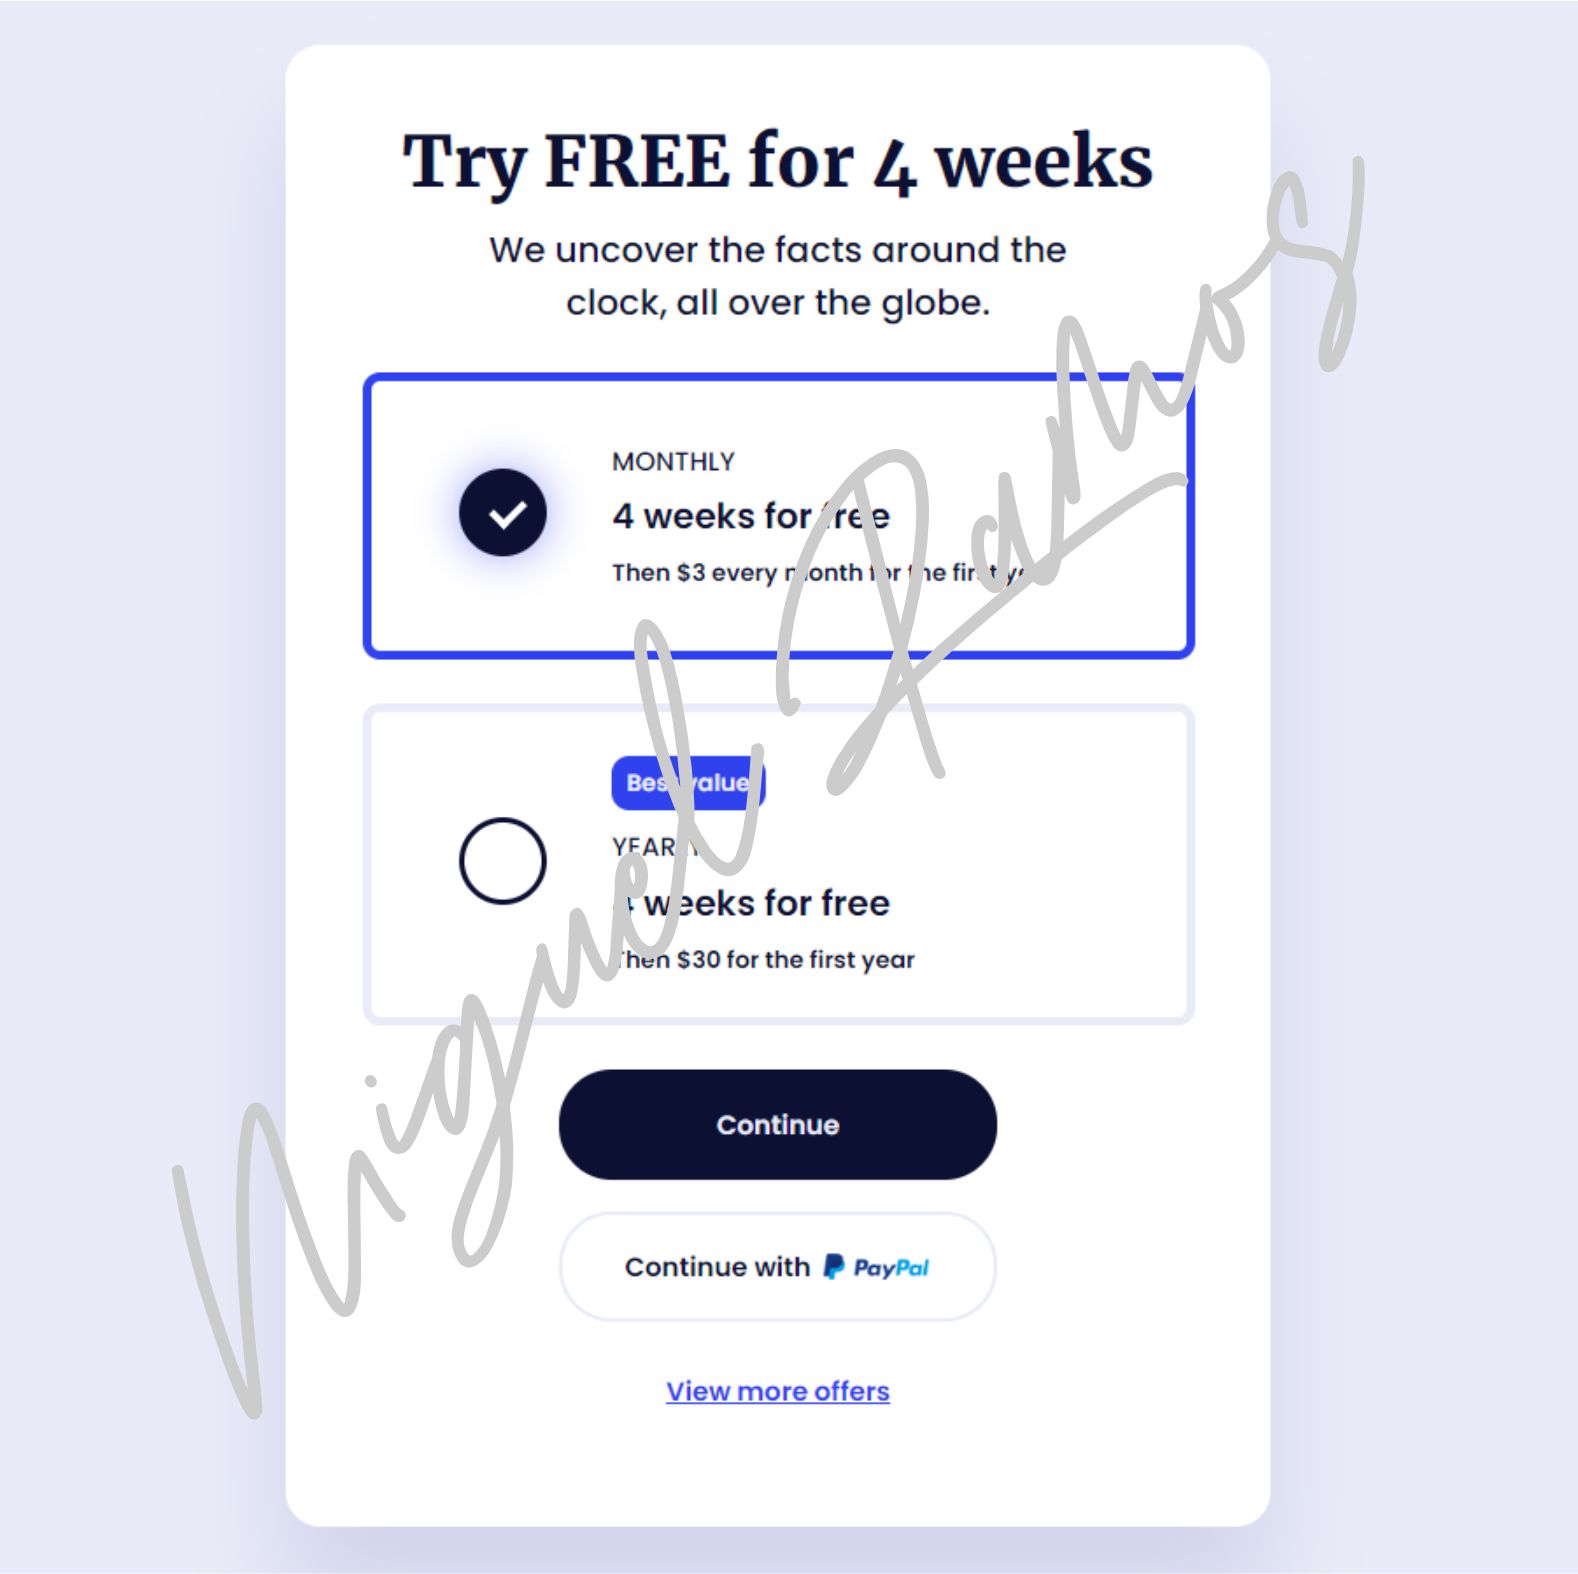 Try FREE for 4 weeks
We uncover the facts around the
clock, all over the globe.
MONTHLY
4 weeks for free
Then $3 every month for the first year
Best value
YEARLY
4 weeks for free
Then $30 for the first year
Continue
Continue with PayPal
View more offers
Miguel Ramos